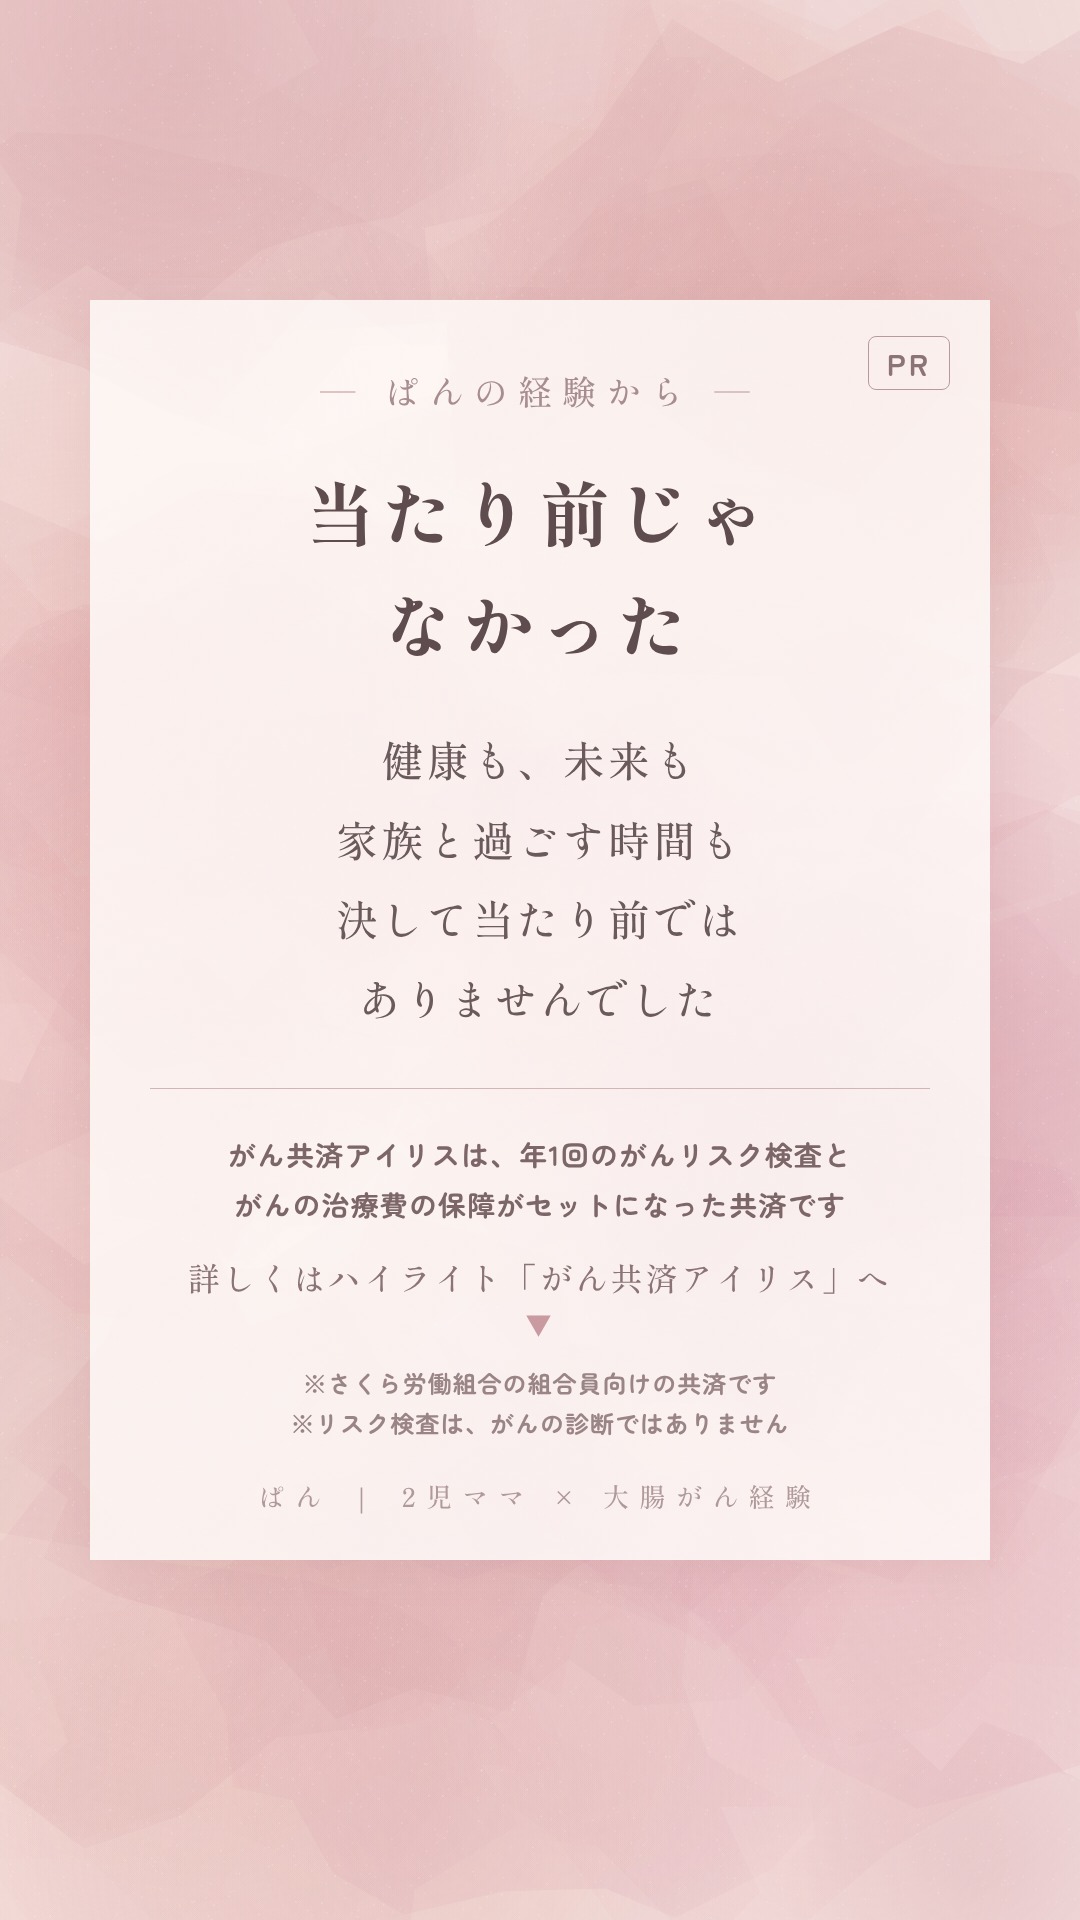 PR
― ぱんの経験から ―
当たり前じゃ
なかった
健康も、未来も
家族と過ごす時間も
決して当たり前では
ありませんでした
がん共済アイリスは、年1回のがんリスク検査と
がんの治療費の保障がセットになった共済です
詳しくはハイライト「がん共済アイリス」へ
▼
※さくら労働組合の組合員向けの共済です
※リスク検査は、がんの診断ではありません
ぱん | 2児ママ × 大腸がん経験